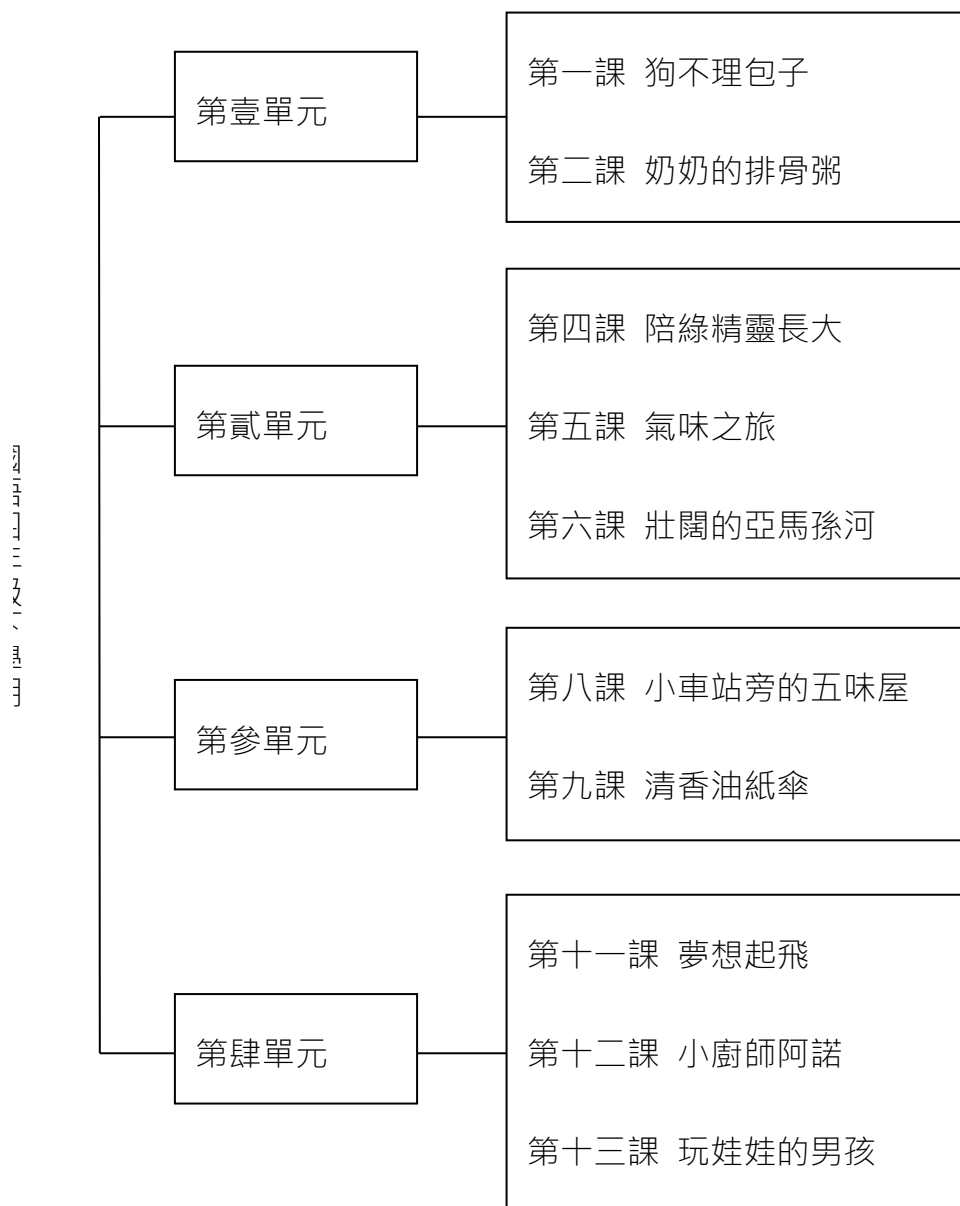 第壹單元
第一課 狗不理包子
第二課 奶奶的排骨粥
第貳單元
第四課 陪綠精靈長大
第五課 氣味之旅
第六課 壯闊的亞馬孫河
第參單元
第八課 小車站旁的五味屋
第九課 清香油紙傘
第肆單元
第十一課 夢想起飛
第十二課 小廚師阿諾
第十三課 玩娃娃的男孩